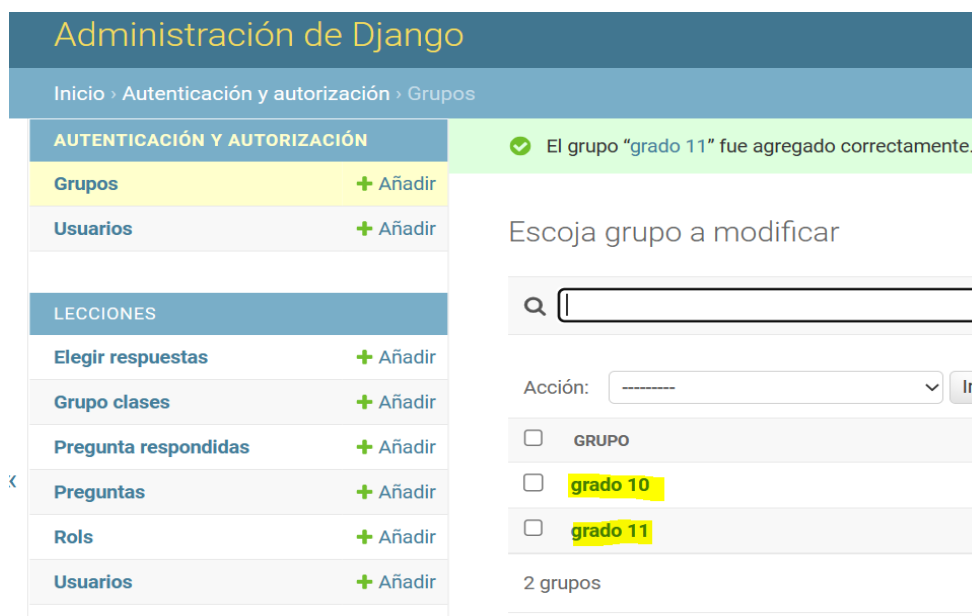 Administración de Django
Inicio › Autenticación y autorización › Grupos
AUTENTICACIÓN Y AUTORIZACIÓN
Grupos + Añadir
Usuarios + Añadir
LECCIONES
Elegir respuestas + Añadir
Grupo clases + Añadir
Pregunta respondidas + Añadir
Preguntas + Añadir
Rols + Añadir
Usuarios + Añadir
El grupo “grado 11” fue agregado correctamente.
Escoja grupo a modificar
Acción: ---------
GRUPO
grado 10
grado 11
2 grupos